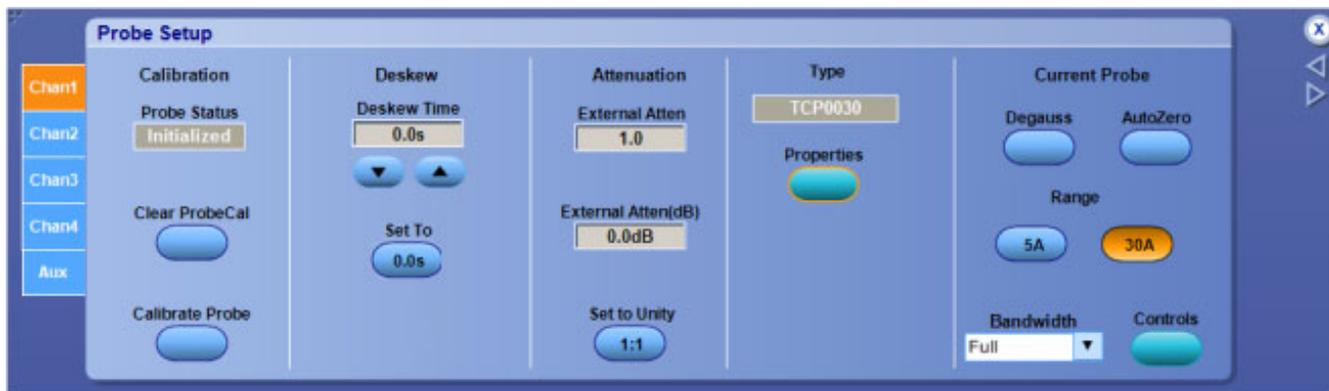 Probe Setup
Chan1
Chan2
Chan3
Chan4
Aux
Calibration
Probe Status
Initialized
Clear ProbeCal
Calibrate Probe
Deskew
Deskew Time
0.0s
Set To
0.0s
Attenuation
External Atten
1.0
External Atten(dB)
0.0dB
Set to Unity
1:1
Type
TCP0030
Properties
Current Probe
Degauss AutoZero
Range
5A 30A
Bandwidth Controls
Full
X